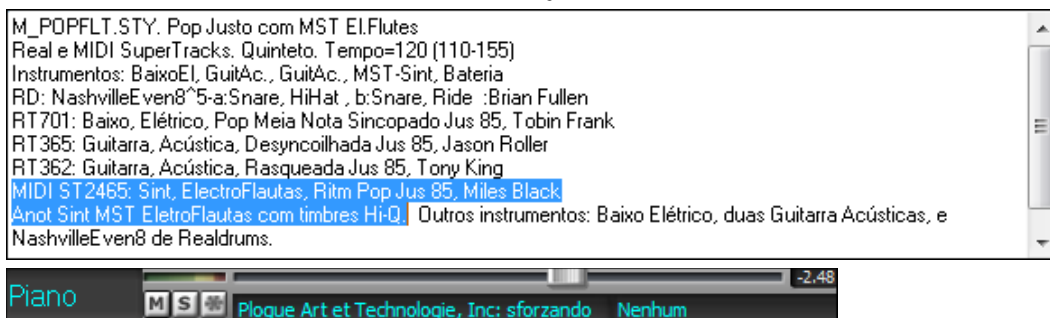 M_POPFLT.STY. Pop Justo com MST El.Flutes
Real e MIDI SuperTracks. Quinteto. Tempo=120 (110-155)
Instrumentos: BaixoEl, GuitAc., GuitAc., MST-Sint, Bateria
RD: NashvilleEven8^5-a:Snare, HiHat , b:Snare, Ride :Brian Fullen
RT701: Baixo, Elétrico, Pop Meia Nota Sincopado Jus 85, Tobin Frank
RT365: Guitarra, Acústica, Desyncoilhada Jus 85, Jason Roller
RT362: Guitarra, Acústica, Rasqueada Jus 85, Tony King
MIDI ST2465: Sint, ElectroFlautas, Ritm Pop Jus 85, Miles Black
Anot Sint MST EletroFlautas com timbres Hi-Q. Outros instrumentos: Baixo Elétrico, duas Guitarra Acústicas, e
NashvilleEven8 de Realdrums.
-2.48
Piano M S
Plogue Art et Technologie, Inc: sforzando Nenhum